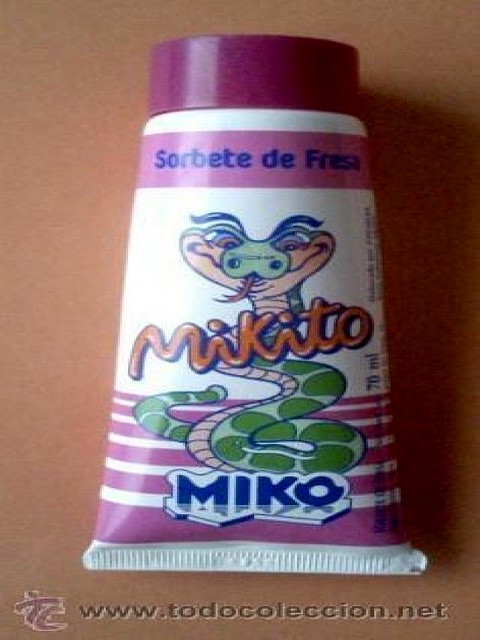 Sorbete de Fresa
Mikito
70 ml
MIKO
www.todocoleccion.net